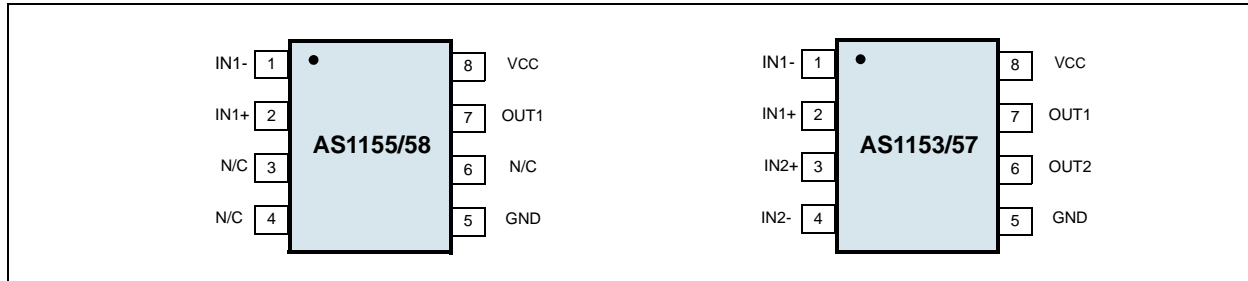 IN1- 1 8 VCC
IN1+ 2 7 OUT1
AS1155/58
N/C 3 6 N/C
N/C 4 5 GND
IN1- 1 8 VCC
IN1+ 2 7 OUT1
AS1153/57
IN2+ 3 6 OUT2
IN2- 4 5 GND